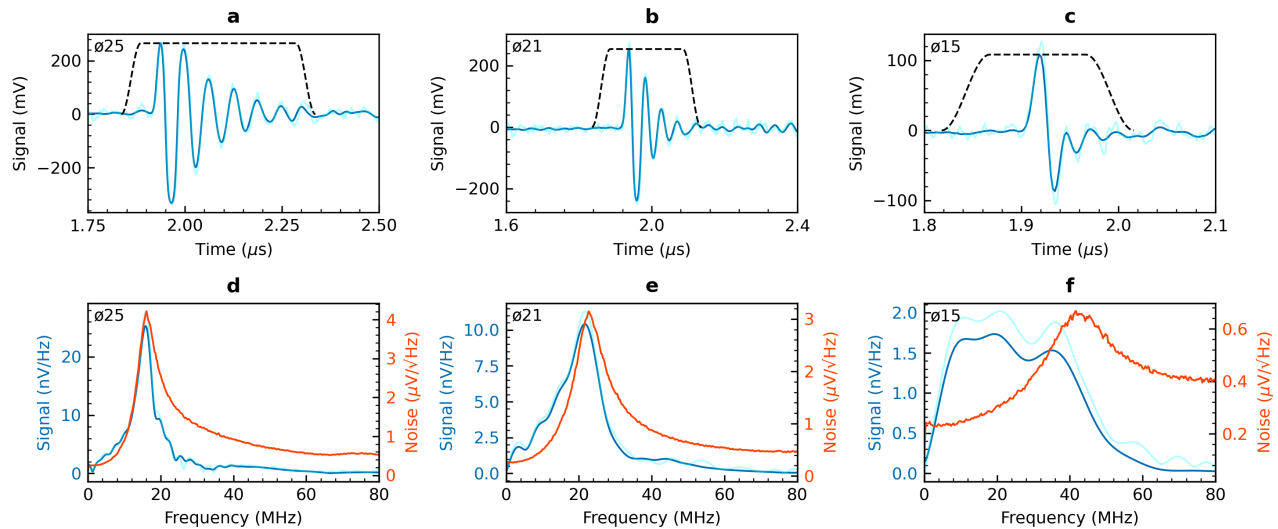 a
b
c
ø25
ø21
ø15
Signal (mV)
200
0
−200
1.75
2.00
2.25
2.50
Time (μs)
Signal (mV)
200
0
−200
1.6
2.0
2.4
Time (μs)
Signal (mV)
100
0
−100
1.8
1.9
2.0
2.1
Time (μs)
d
e
f
ø25
ø21
ø15
Signal (nV/Hz)
20
10
0
0
20
40
60
80
Frequency (MHz)
4
3
2
1
0
Noise (μV/√Hz)
Signal (nV/Hz)
10.0
7.5
5.0
2.5
0.0
0
20
40
60
80
Frequency (MHz)
3
2
1
0
Noise (μV/√Hz)
Signal (nV/Hz)
2.0
1.5
1.0
0.5
0.0
0
20
40
60
80
Frequency (MHz)
0.6
0.4
0.2
Noise (μV/√Hz)